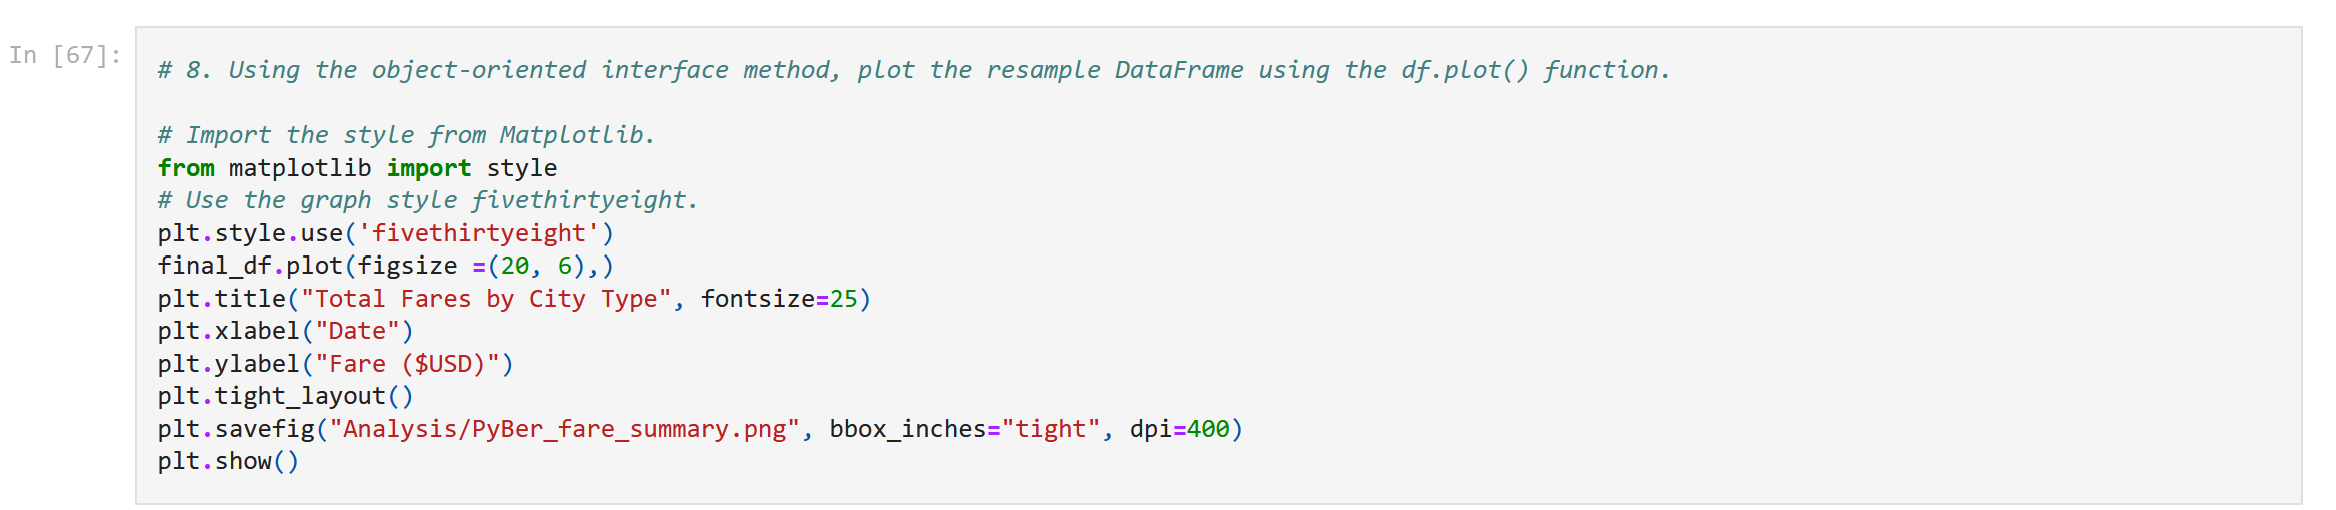 In [67]:
# 8. Using the object-oriented interface method, plot the resample DataFrame using the df.plot() function.
# Import the style from Matplotlib.
from matplotlib import style
# Use the graph style fivethirtyeight.
plt.style.use('fivethirtyeight')
final_df.plot(figsize =(20, 6),)
plt.title("Total Fares by City Type", fontsize=25)
plt.xlabel("Date")
plt.ylabel("Fare ($USD)")
plt.tight_layout()
plt.savefig("Analysis/PyBer_fare_summary.png", bbox_inches="tight", dpi=400)
plt.show()